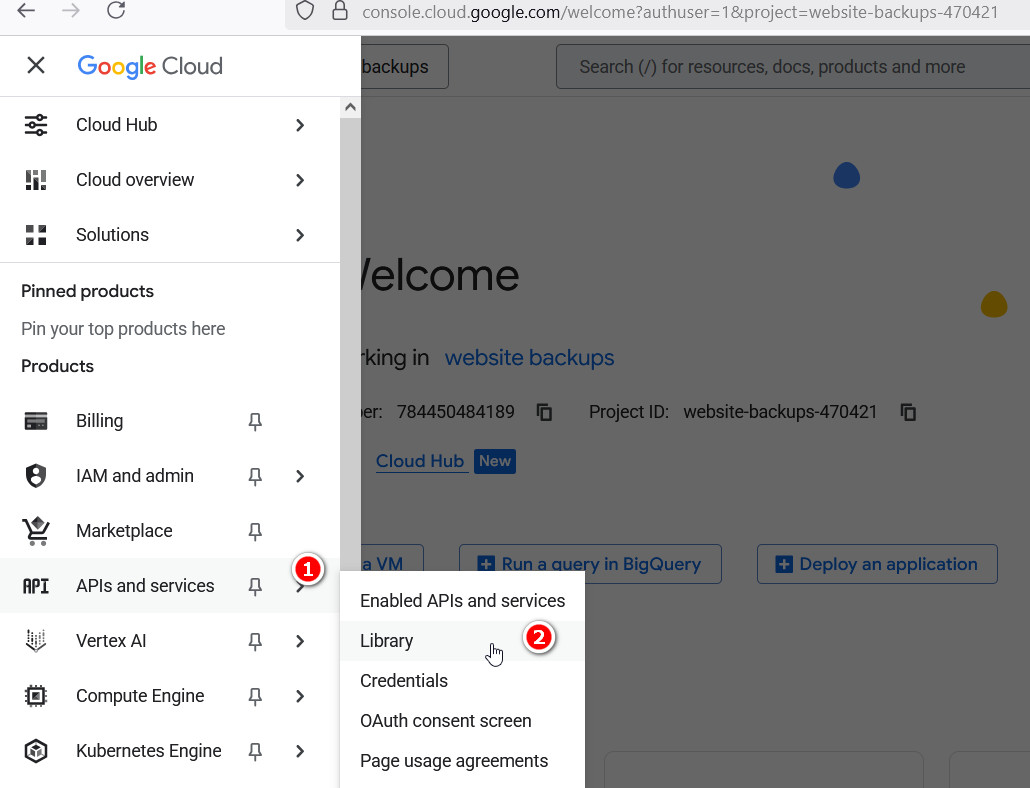 console.cloud.google.com/welcome?authuser=1&project=website-backups-470421
Google Cloud
backups
Search (/) for resources, docs, products and more
Cloud Hub
Cloud overview
Solutions
Pinned products
Pin your top products here
Products
Billing
IAM and admin
Marketplace
API APIs and services
1
Vertex AI
Compute Engine
Kubernetes Engine
Enabled APIs and services
Library
2
Credentials
OAuth consent screen
Page usage agreements
Welcome
rking in website backups
er: 784450484189 Project ID: website-backups-470421
Cloud Hub New
a VM
Run a query in BigQuery
Deploy an application